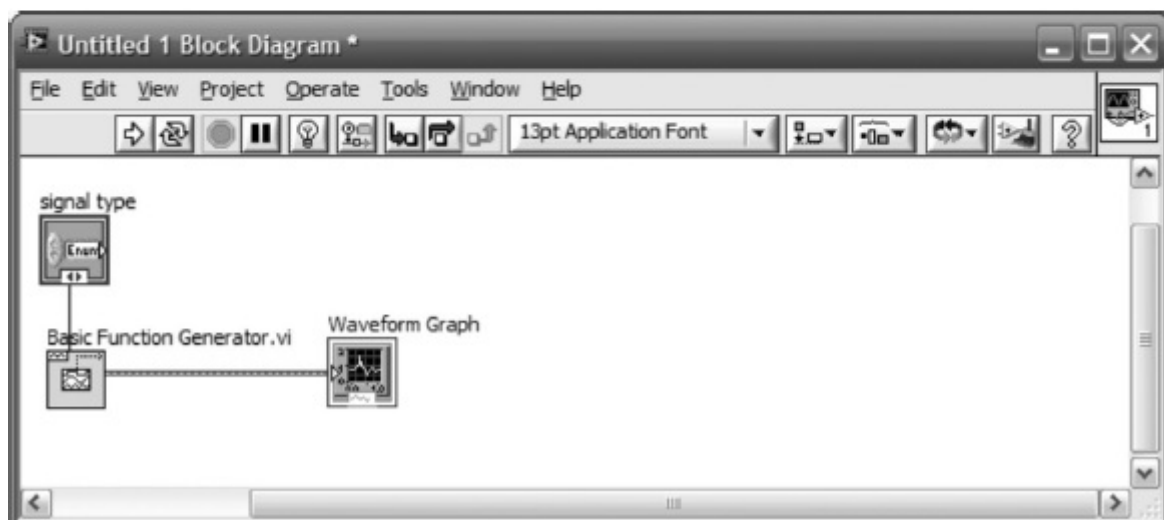 Untitled 1 Block Diagram *
File Edit View Project Operate Tools Window Help
13pt Application Font
1
signal type
Enum
Basic Function Generator.vi
Waveform Graph